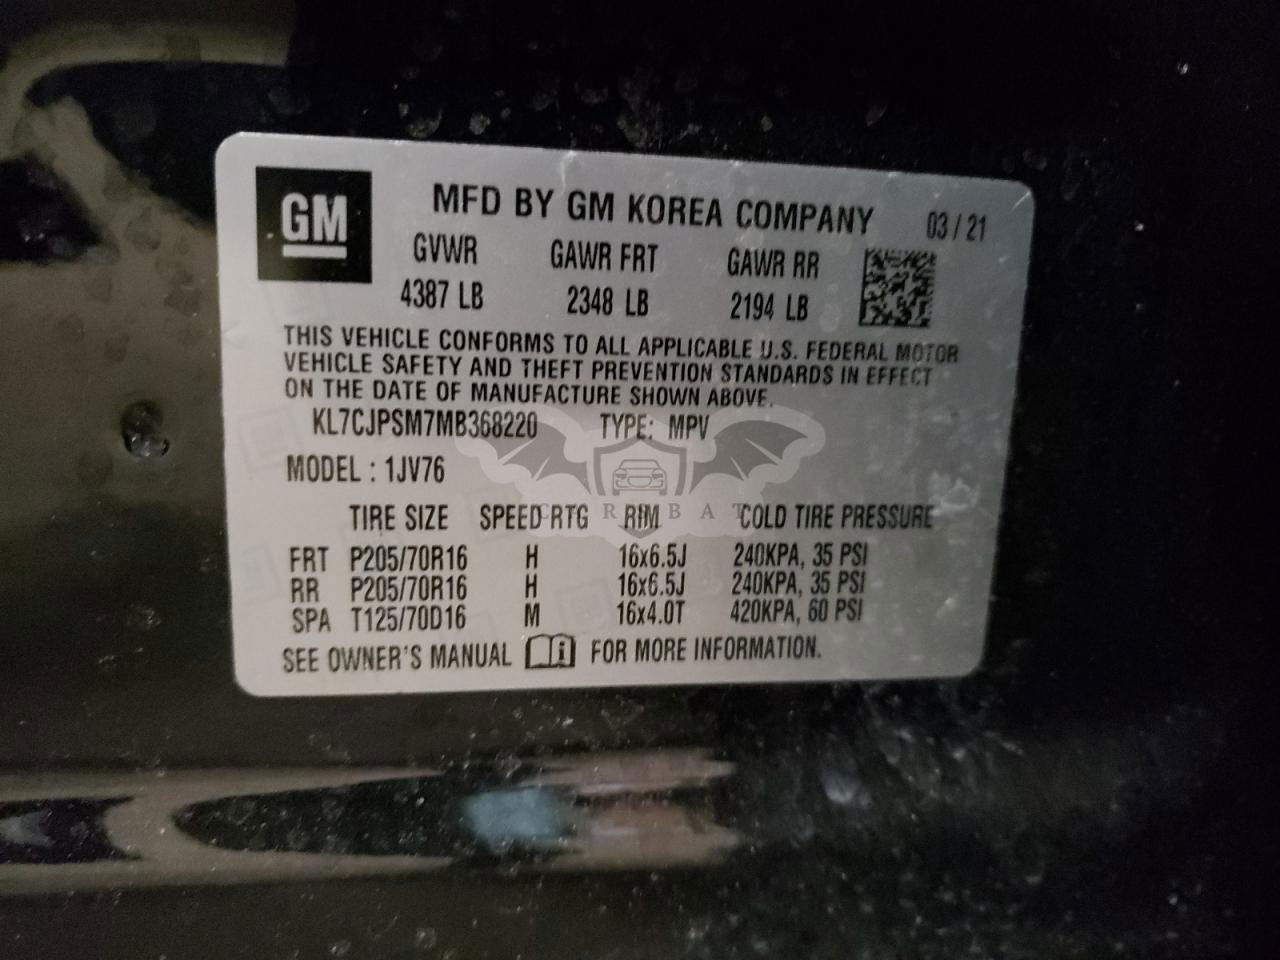 GM
MFD BY GM KOREA COMPANY 03/21
GVWR GAWR FRT GAWR RR
4387 LB 2348 LB 2194 LB
THIS VEHICLE CONFORMS TO ALL APPLICABLE U.S. FEDERAL MOTOR
VEHICLE SAFETY AND THEFT PREVENTION STANDARDS IN EFFECT
ON THE DATE OF MANUFACTURE SHOWN ABOVE.
KL7CJPSM7MB368220 TYPE: MPV
MODEL : 1JV76
TIRE SIZE SPEED RTG RIM COLD TIRE PRESSURE
FRT P205/70R16 H 16x6.5J 240KPA, 35 PSI
RR P205/70R16 H 16x6.5J 240KPA, 35 PSI
SPA T125/70D16 M 16x4.0T 420KPA, 60 PSI
SEE OWNER'S MANUAL i FOR MORE INFORMATION.